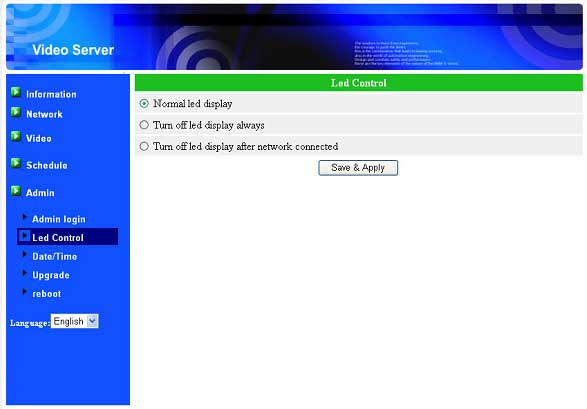 Video Server
Information
Network
Video
Schedule
Admin
Admin login
Led Control
Date/Time
Upgrade
reboot
Language: English
Led Control
Normal led display
Turn off led display always
Turn off led display after network connected
Save & Apply